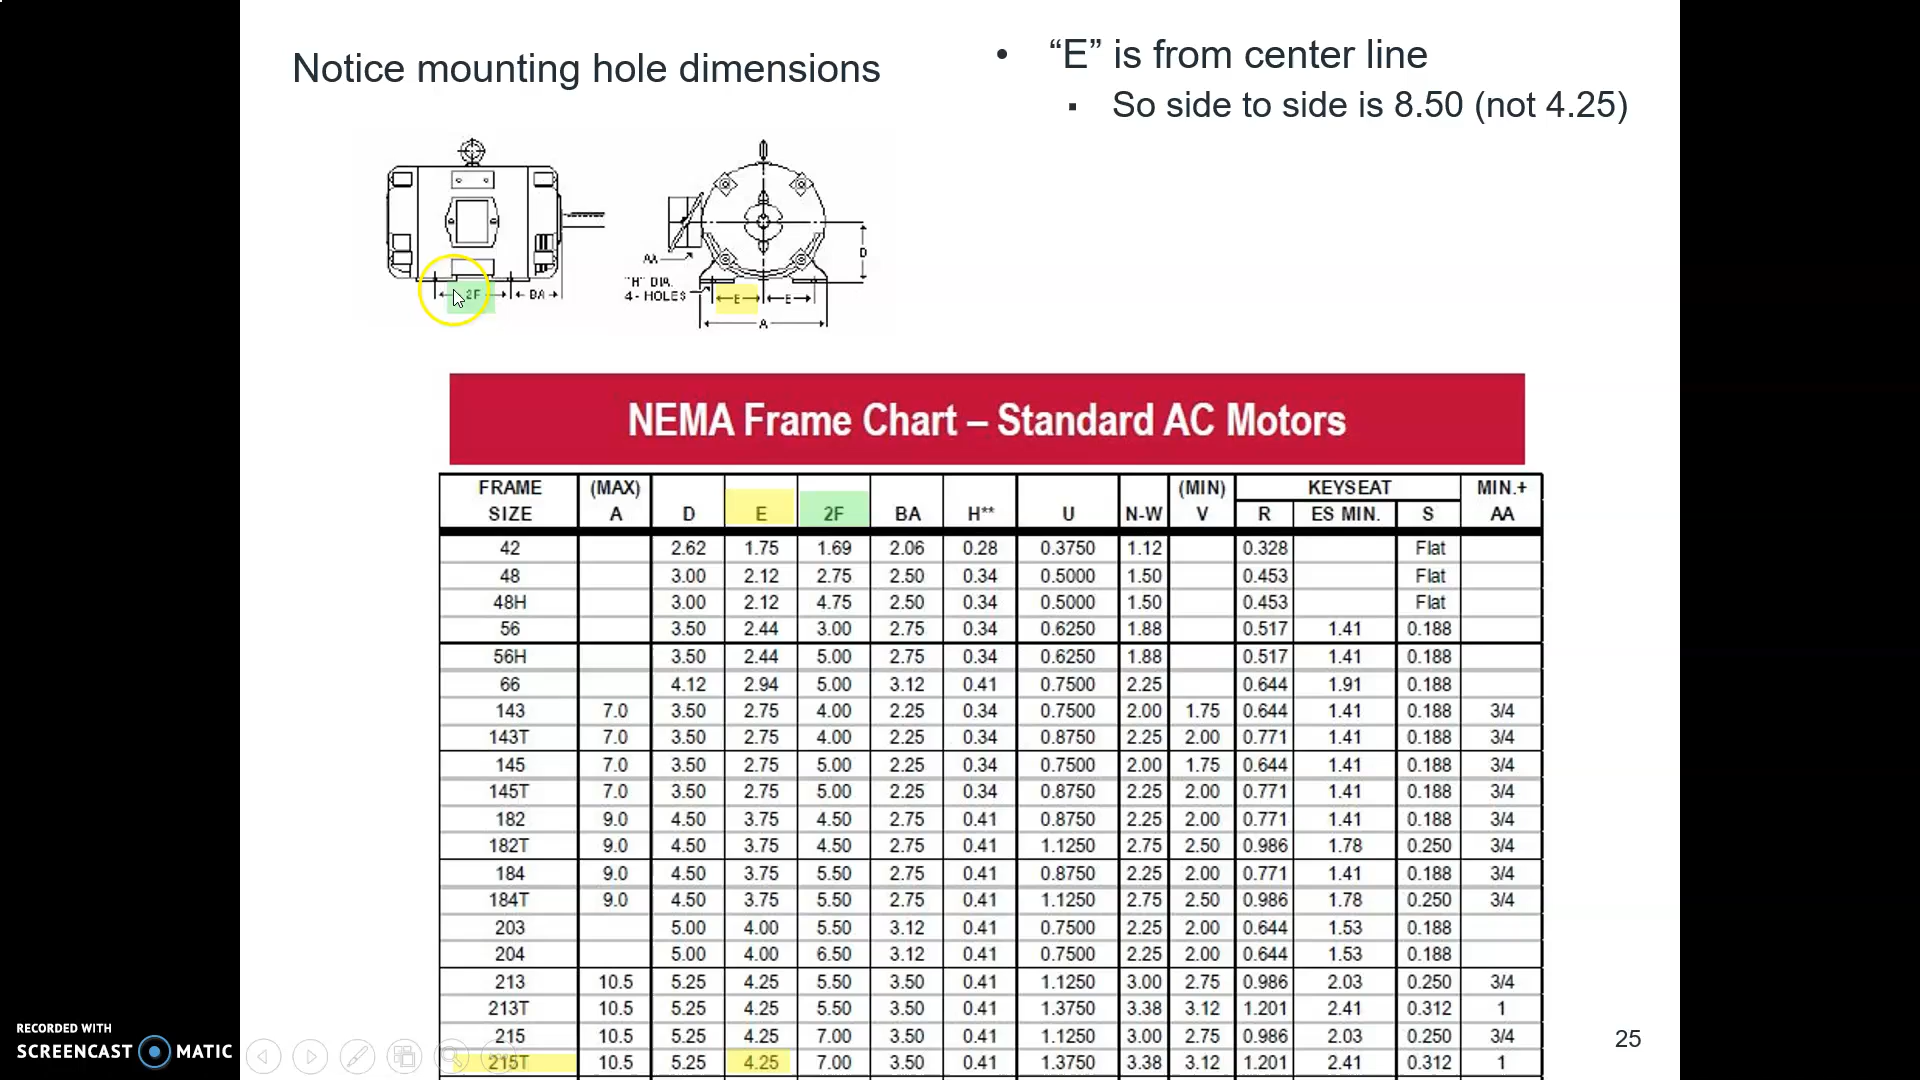 Notice mounting hole dimensions
• “E” is from center line
▪ So side to side is 8.50 (not 4.25)
2F BA
AA
"H" DIA.
4 - HOLES
E E
D
A
NEMA Frame Chart – Standard AC Motors
FRAME (MAX) (MIN) KEYSEAT MIN.+
SIZE A D E 2F BA H** U N-W V R ES MIN. S AA
42 2.62 1.75 1.69 2.06 0.28 0.3750 1.12 0.328 Flat
48 3.00 2.12 2.75 2.50 0.34 0.5000 1.50 0.453 Flat
48H 3.00 2.12 4.75 2.50 0.34 0.5000 1.50 0.453 Flat
56 3.50 2.44 3.00 2.75 0.34 0.6250 1.88 0.517 1.41 0.188
56H 3.50 2.44 5.00 2.75 0.34 0.6250 1.88 0.517 1.41 0.188
66 4.12 2.94 5.00 3.12 0.41 0.7500 2.25 0.644 1.91 0.188
143 7.0 3.50 2.75 4.00 2.25 0.34 0.7500 2.00 1.75 0.644 1.41 0.188 3/4
143T 7.0 3.50 2.75 4.00 2.25 0.34 0.8750 2.25 2.00 0.771 1.41 0.188 3/4
145 7.0 3.50 2.75 5.00 2.25 0.34 0.7500 2.00 1.75 0.644 1.41 0.188 3/4
145T 7.0 3.50 2.75 5.00 2.25 0.34 0.8750 2.25 2.00 0.771 1.41 0.188 3/4
182 9.0 4.50 3.75 4.50 2.75 0.41 0.8750 2.25 2.00 0.771 1.41 0.188 3/4
182T 9.0 4.50 3.75 4.50 2.75 0.41 1.1250 2.75 2.50 0.986 1.78 0.250 3/4
184 9.0 4.50 3.75 5.50 2.75 0.41 0.8750 2.25 2.00 0.771 1.41 0.188 3/4
184T 9.0 4.50 3.75 5.50 2.75 0.41 1.1250 2.75 2.50 0.986 1.78 0.250 3/4
203 5.00 4.00 5.50 3.12 0.41 0.7500 2.25 2.00 0.644 1.53 0.188
204 5.00 4.00 6.50 3.12 0.41 0.7500 2.25 2.00 0.644 1.53 0.188
213 10.5 5.25 4.25 5.50 3.50 0.41 1.1250 3.00 2.75 0.986 2.03 0.250 3/4
213T 10.5 5.25 4.25 5.50 3.50 0.41 1.3750 3.38 3.12 1.201 2.41 0.312 1
215 10.5 5.25 4.25 7.00 3.50 0.41 1.1250 3.00 2.75 0.986 2.03 0.250 3/4
215T 10.5 5.25 4.25 7.00 3.50 0.41 1.3750 3.38 3.12 1.201 2.41 0.312 1
25
RECORDED WITH
SCREENCAST MATIC